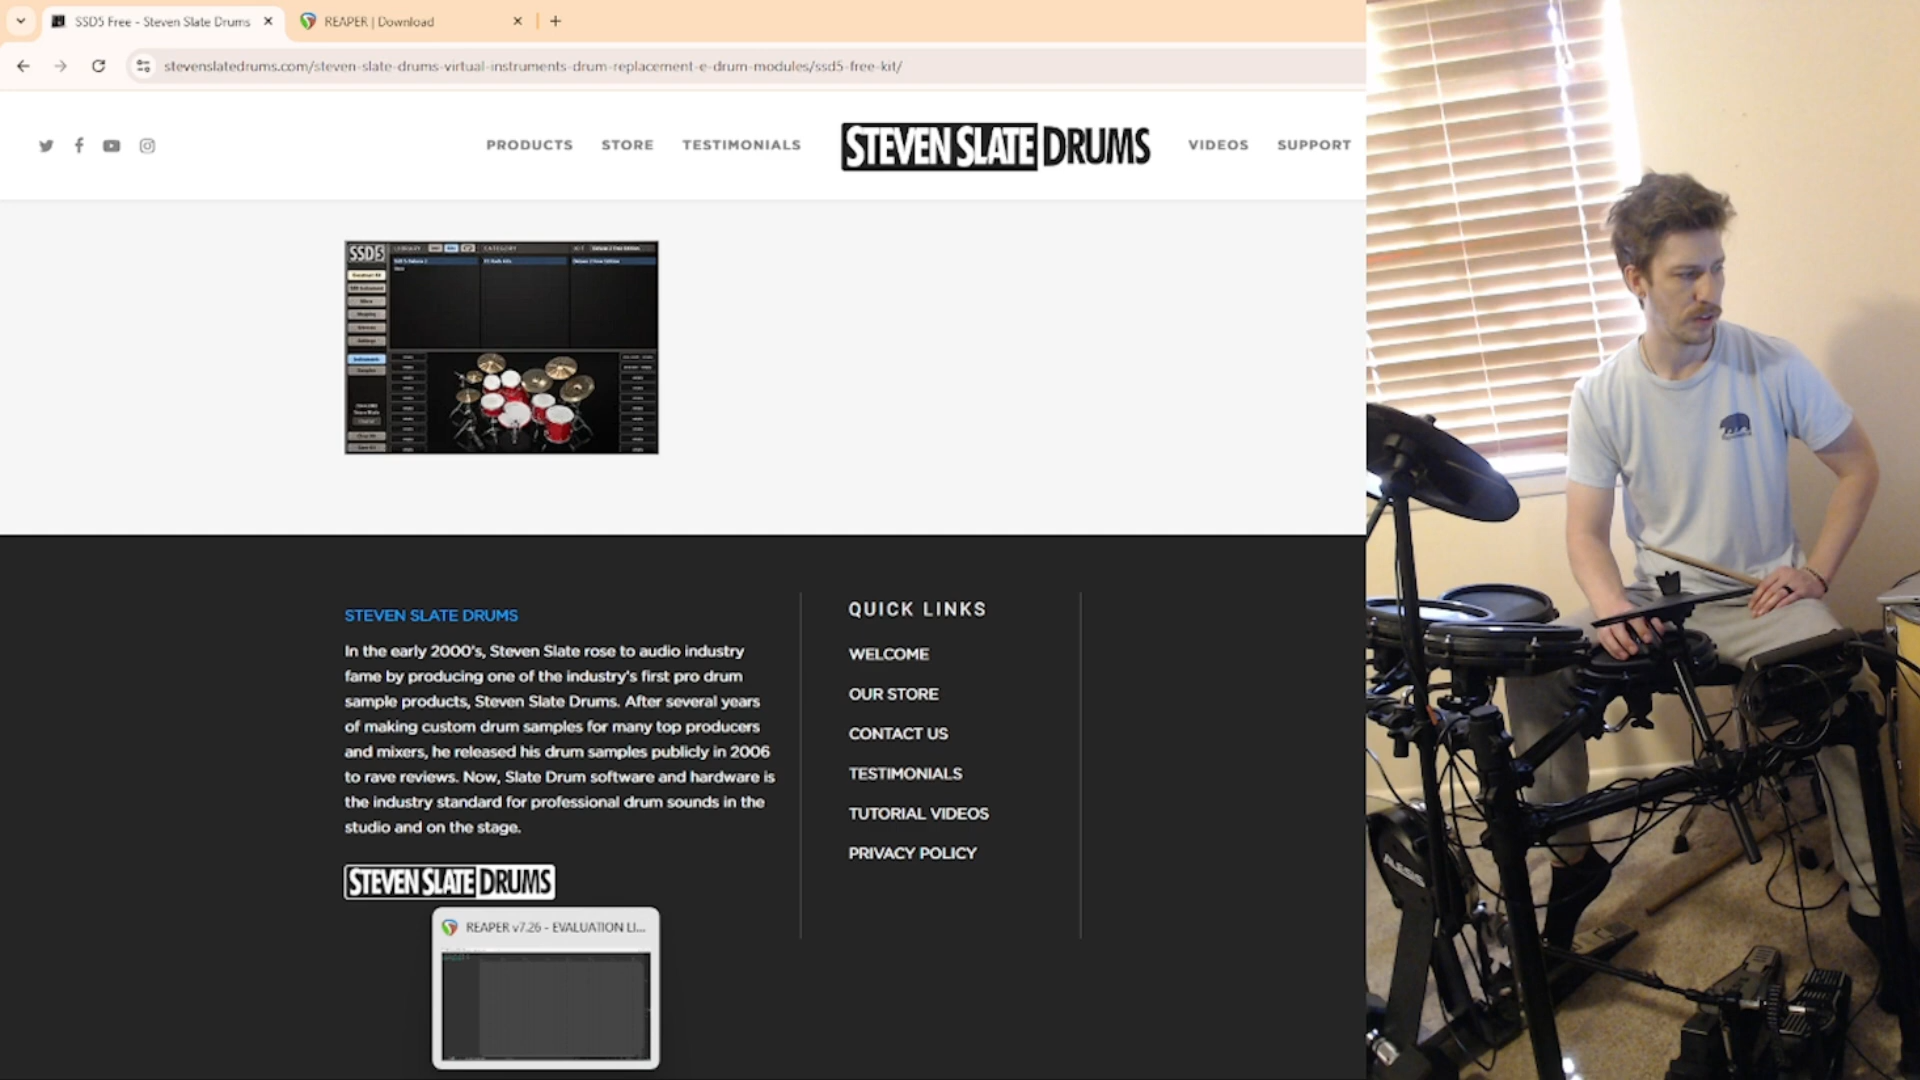 SSD5 Free - Steven Slate Drums
REAPER | Download
stevenslatedrums.com/steven-slate-drums-virtual-instruments-drum-replacement-e-drum-modules/ssd5-free-kit/
PRODUCTS STORE TESTIMONIALS STEVEN SLATE DRUMS VIDEOS SUPPORT
SSD5
STEVEN SLATE DRUMS
In the early 2000's, Steven Slate rose to audio industry
fame by producing one of the industry's first pro drum
sample products, Steven Slate Drums. After several years
of making custom drum samples for many top producers
and mixers, he released his drum samples publicly in 2006
to rave reviews. Now, Slate Drum software and hardware is
the industry standard for professional drum sounds in the
studio and on the stage.
STEVEN SLATE DRUMS
QUICK LINKS
WELCOME
OUR STORE
CONTACT US
TESTIMONIALS
TUTORIAL VIDEOS
PRIVACY POLICY
REAPER v7.26 - EVALUATION LI...
ALESIS